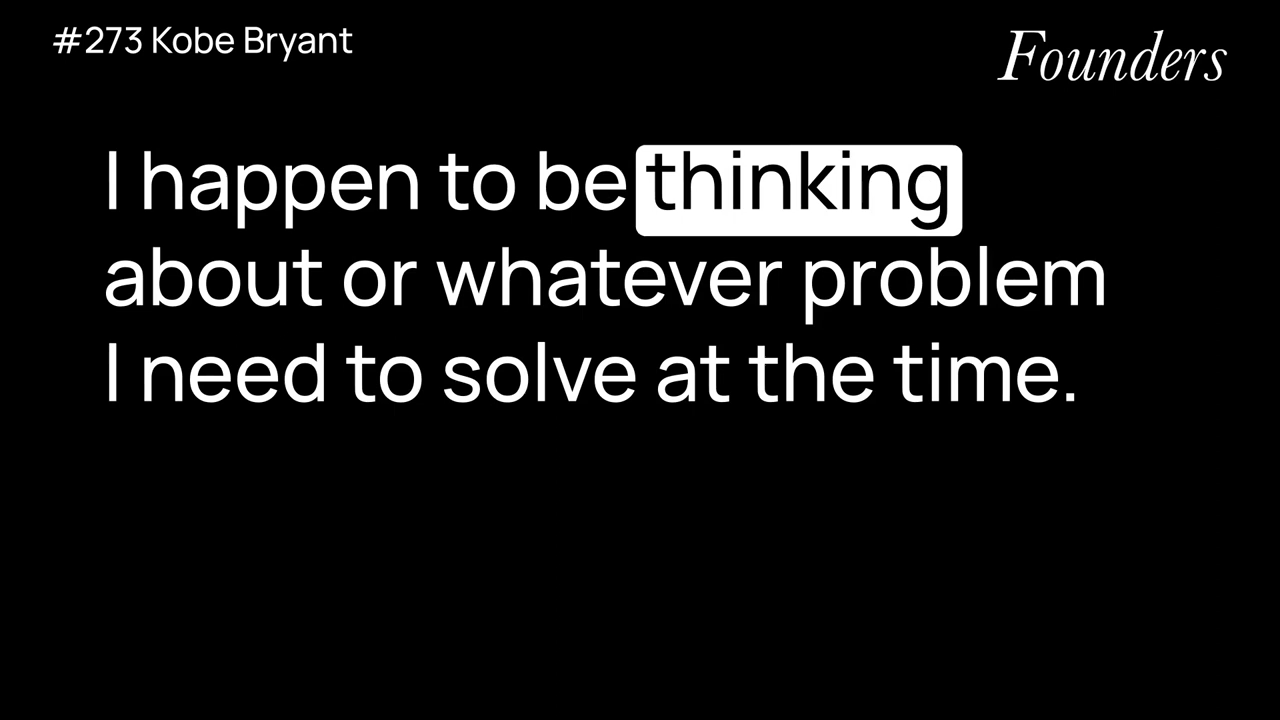 #273 Kobe Bryant
Founders
I happen to be thinking
about or whatever problem
I need to solve at the time.